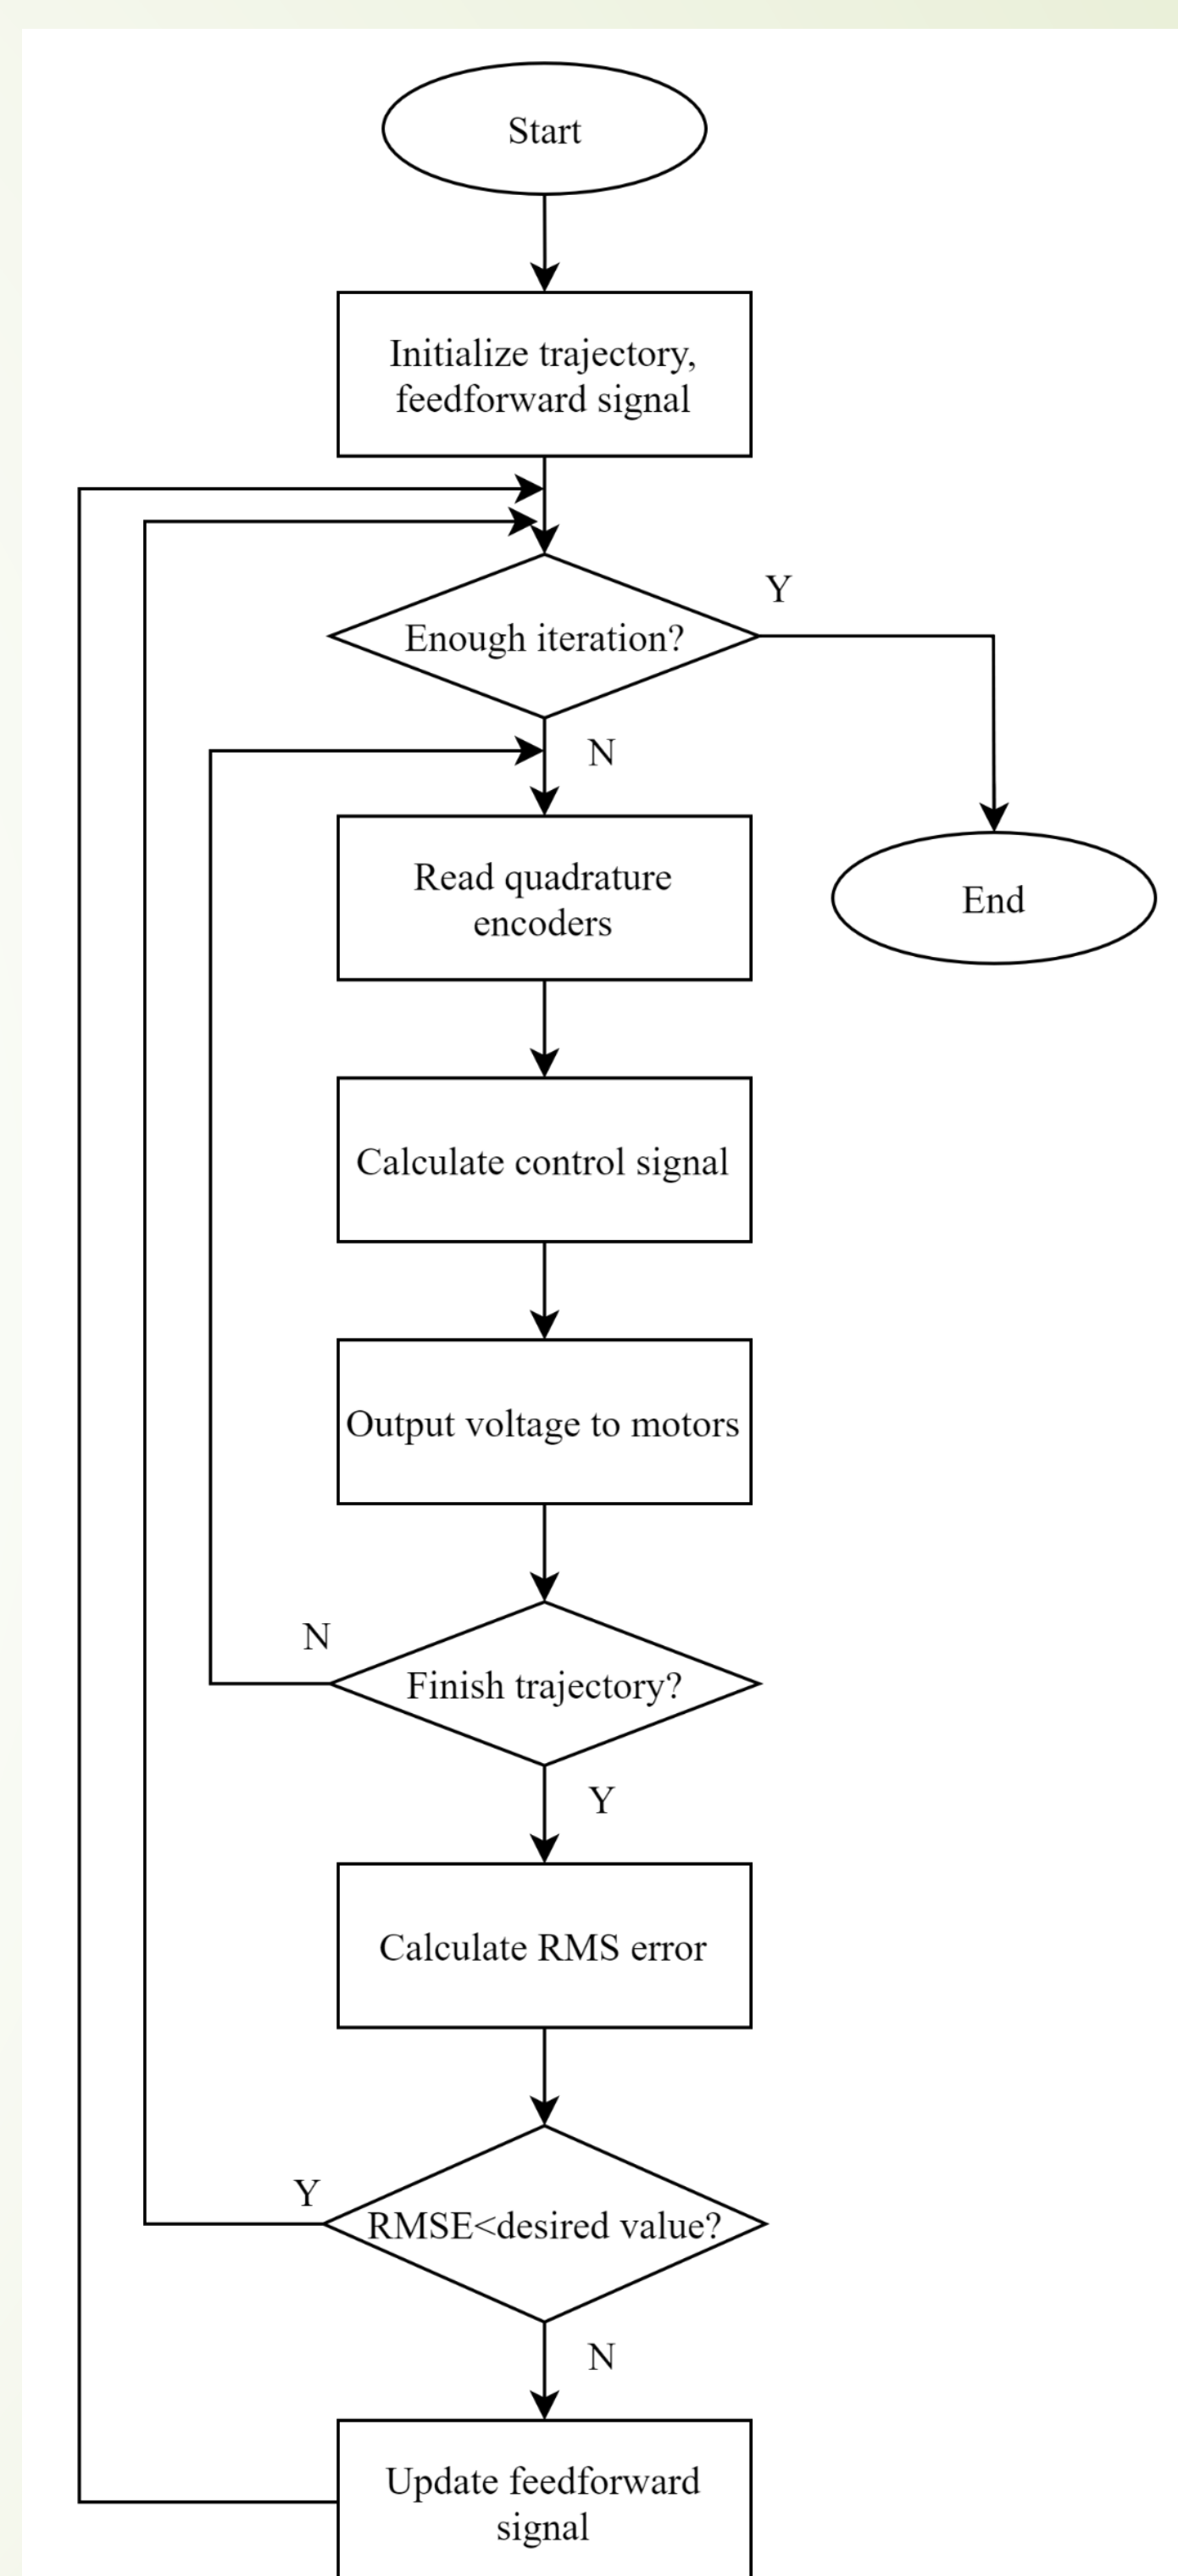 Start
Initialize trajectory,
feedforward signal
Y
Enough iteration?
N
Read quadrature
encoders
End
Calculate control signal
Output voltage to motors
N
Finish trajectory?
Y
Calculate RMS error
Y
RMSE<desired value?
N
Update feedforward
signal